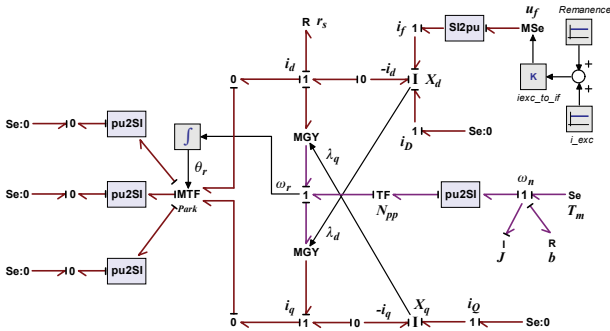 u_f
Remanence
R r_s
i_f 1 SI2pu MSe
K
iexc_to_if
i_exc
i_d -i_d X_d
0 1 0 I
Se:0 0 pu2SI
MGY i_D 1 Se:0
∫ λ_q
θ_r
ω_r ω_n
Se:0 0 pu2SI MTF 1 TF pu2SI 1 Se
Park N_pp T_m
λ_d
MGY I R
J b
Se:0 0 pu2SI
i_q -i_q X_q i_Q
0 1 0 I 1 Se:0